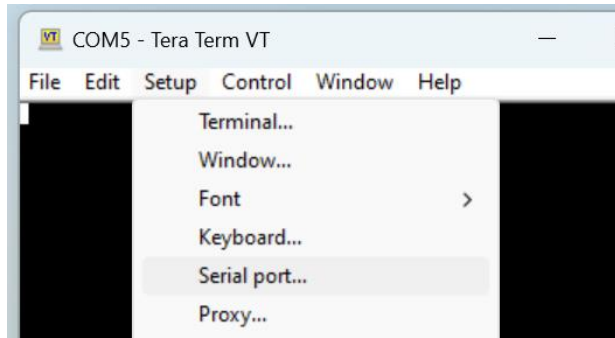 VT COM5 - Tera Term VT
File Edit Setup Control Window Help
Terminal...
Window...
Font
Keyboard...
Serial port...
Proxy...